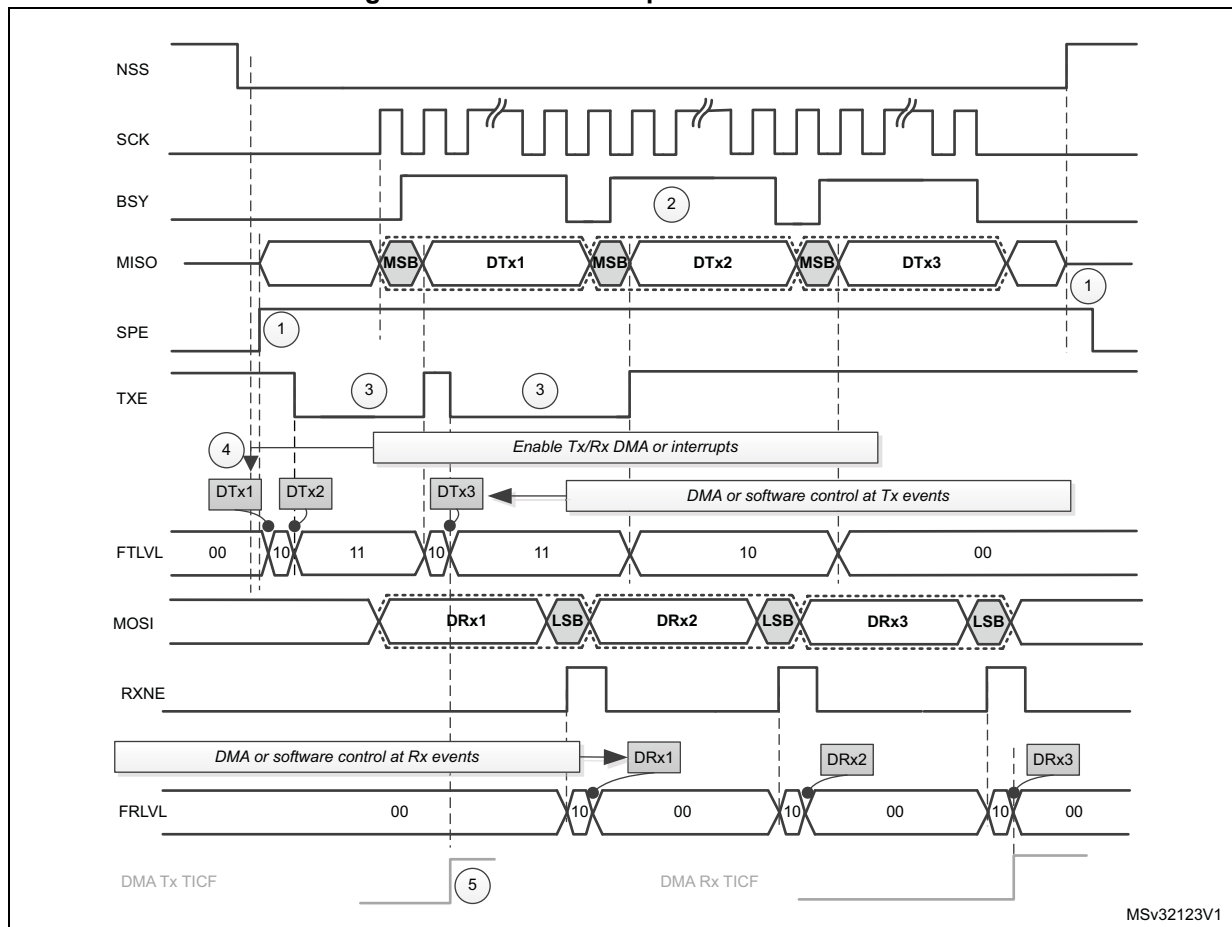 NSS
SCK
BSY
2
MISO
MSB DTx1 MSB DTx2 MSB DTx3
1
SPE
1
TXE
3 3
4
Enable Tx/Rx DMA or interrupts
DTx1 DTx2 DTx3
DMA or software control at Tx events
FTLVL 00 10 11 10 11 10 00
MOSI DRx1 LSB DRx2 LSB DRx3 LSB
RXNE
DMA or software control at Rx events
DRx1 DRx2 DRx3
FRLVL 00 10 00 10 00 10 00
DMA Tx TICF 5 DMA Rx TICF
MSv32123V1